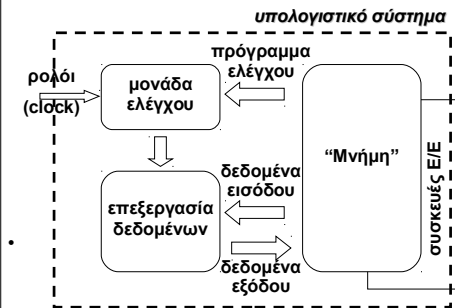 υπολογιστικό σύστημα
πρόγραμμα
ελέγχου
ρολόι
(clock)
μονάδα
ελέγχου
“Μνήμη”
συσκευές Ε/Ε
δεδομένα
εισόδου
επεξεργασία
δεδομένων
δεδομένα
εξόδου